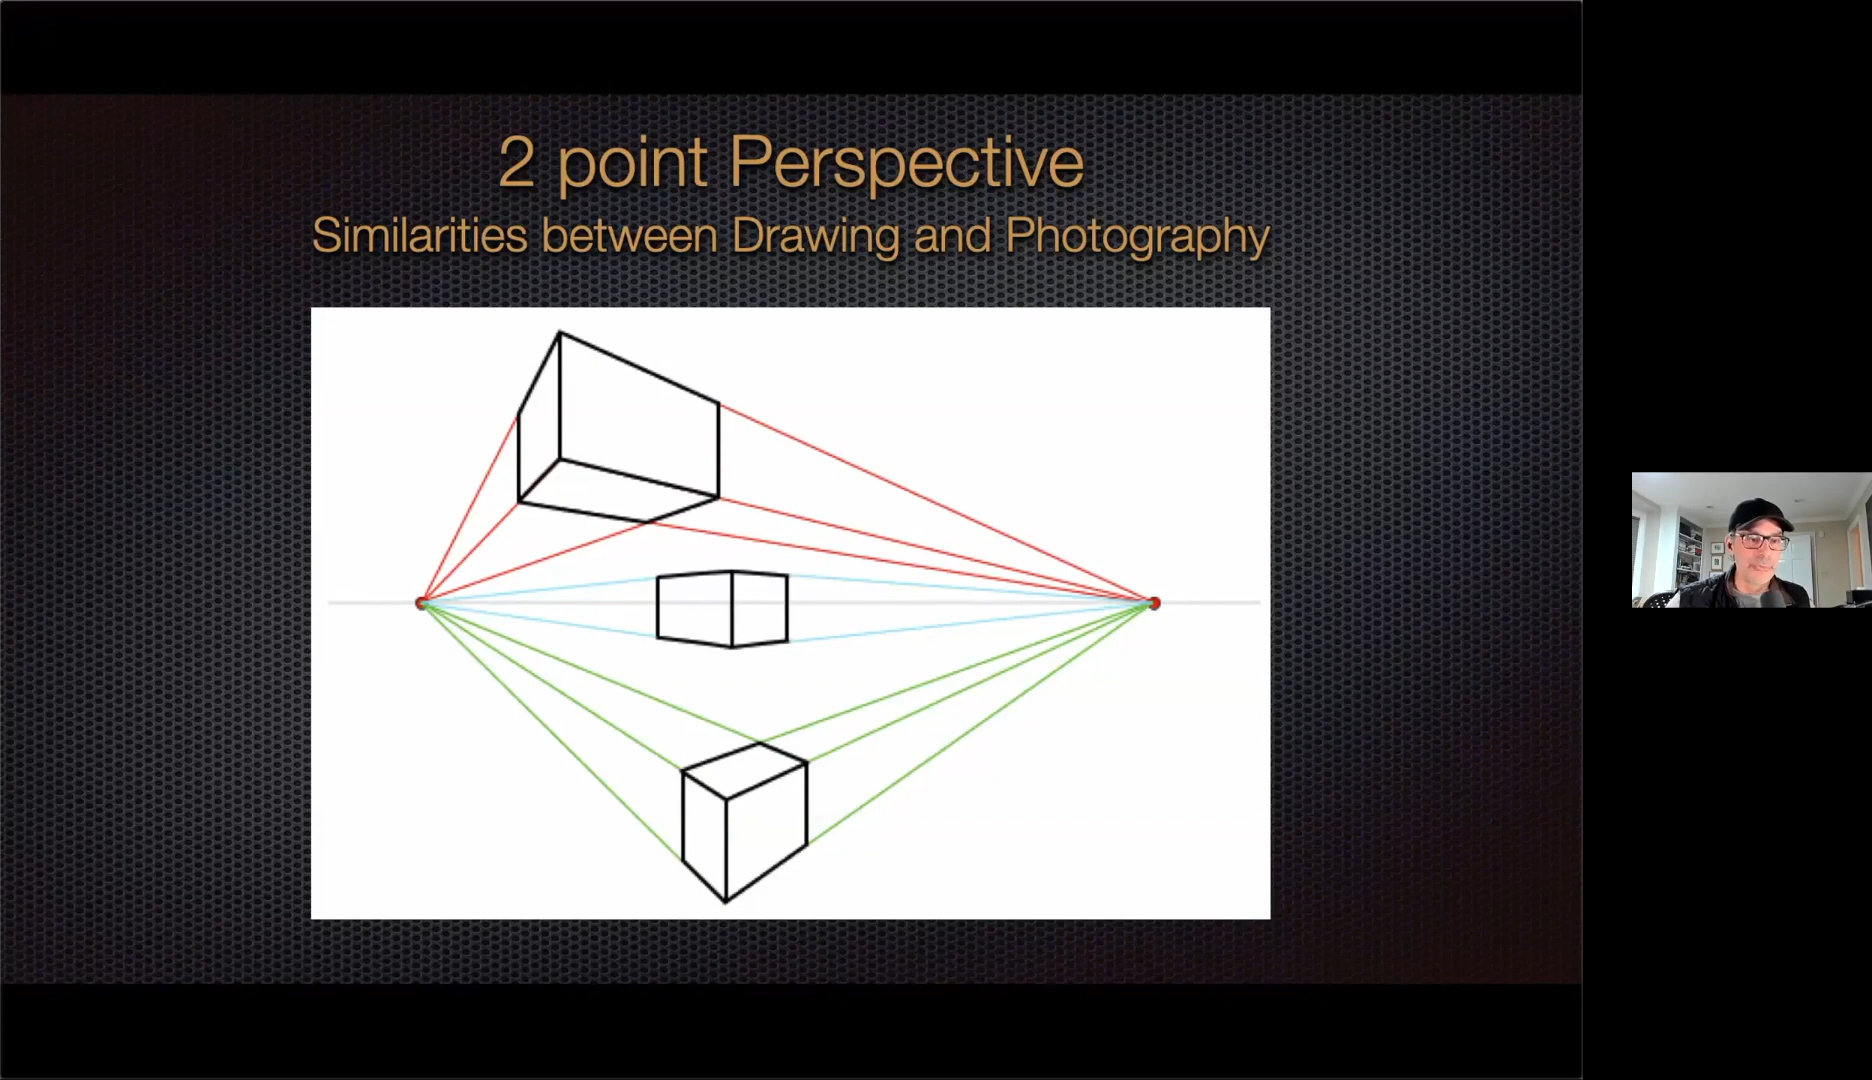 2 point Perspective
Similarities between Drawing and Photography